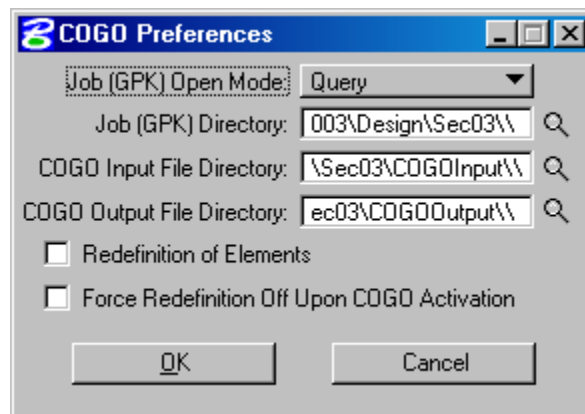 COGO Preferences
Job (GPK) Open Mode: Query
Job (GPK) Directory: 003\Design\Sec03\\
COGO Input File Directory: \Sec03\COGOInput\\
COGO Output File Directory: ec03\COGOOutput\\
Redefinition of Elements
Force Redefinition Off Upon COGO Activation
OK Cancel